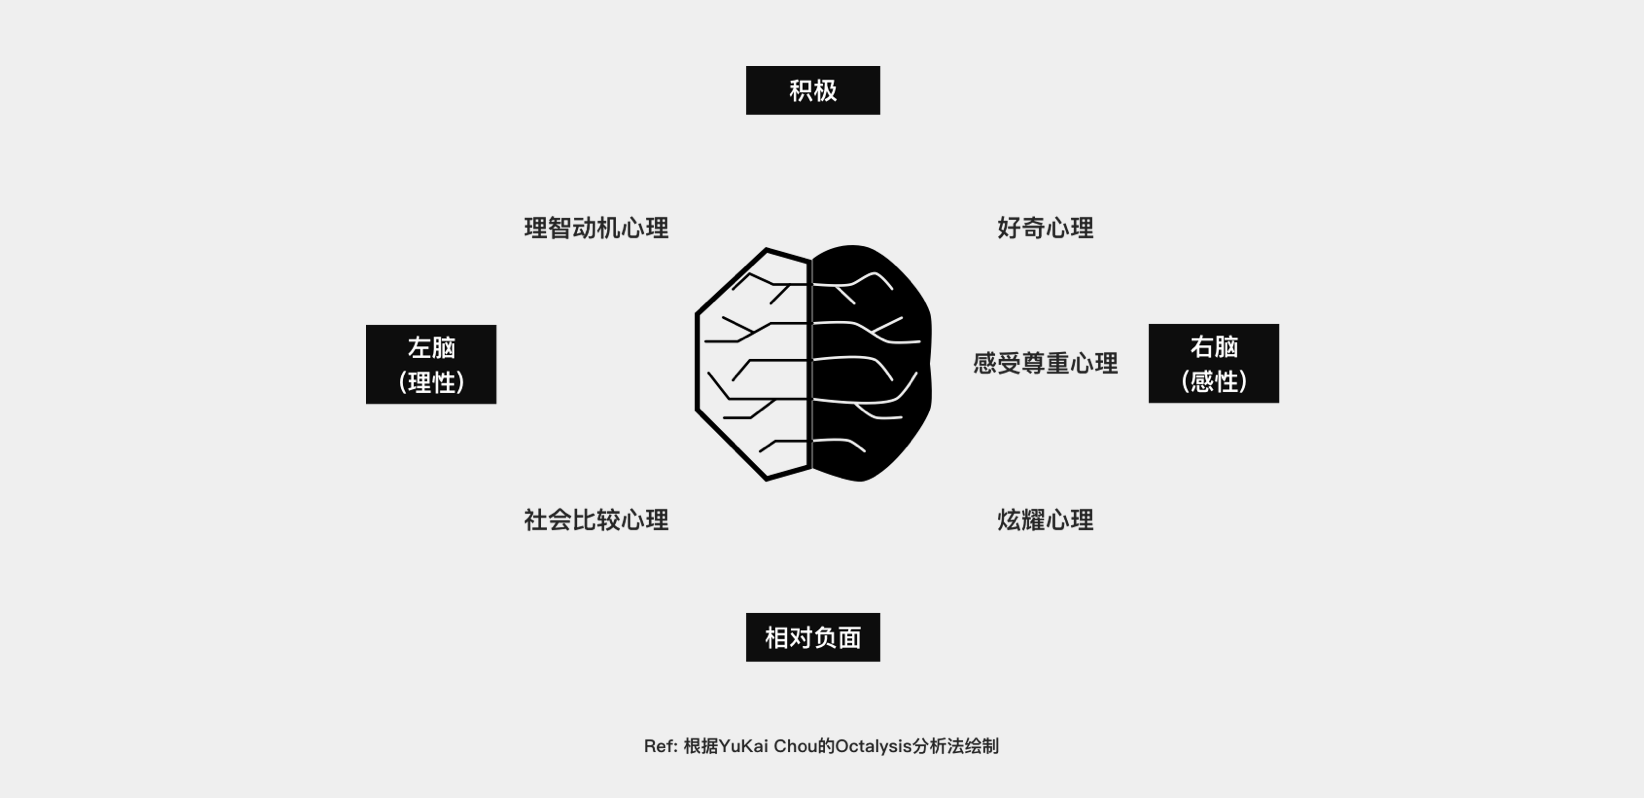 积极
理智动机心理
好奇心理
左脑
（理性）
感受尊重心理
右脑
（感性）
社会比较心理
炫耀心理
相对负面
Ref: 根据YuKai Chou的Octalysis分析法绘制